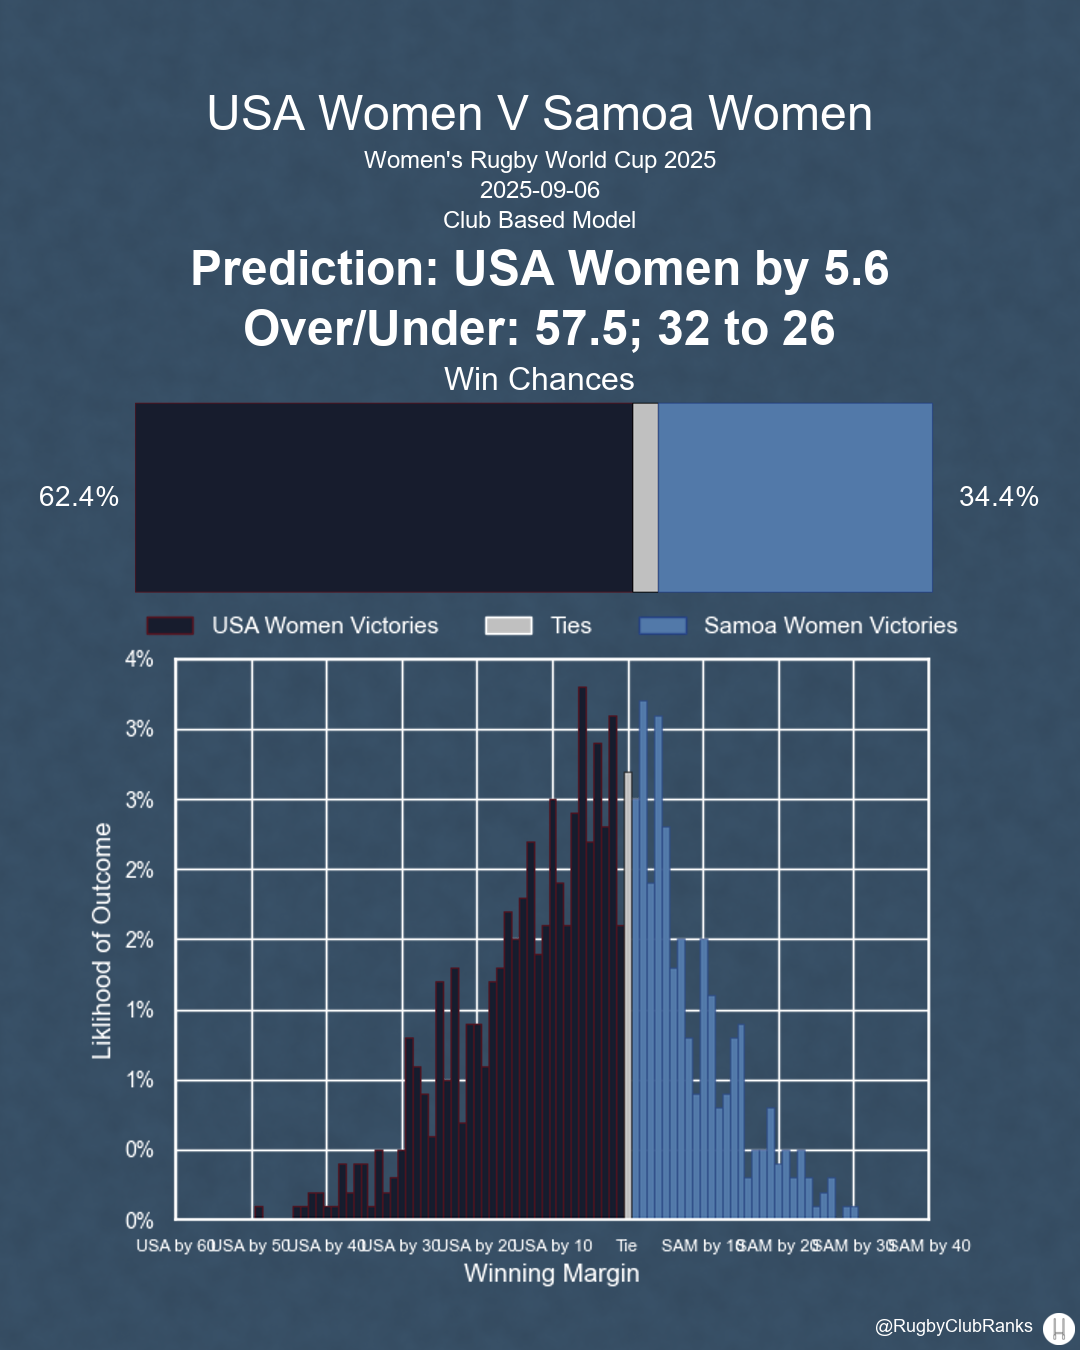 USA Women V Samoa Women
Women's Rugby World Cup 2025
2025-09-06
Club Based Model
Prediction: USA Women by 5.6
Over/Under: 57.5; 32 to 26
Win Chances
62.4%
34.4%
USA Women Victories
Ties
Samoa Women Victories
4%
3%
3%
2%
2%
1%
1%
0%
0%
Liklihood of Outcome
USA by 60
USA by 50
USA by 40
USA by 30
USA by 20
USA by 10
Tie
SAM by 10
SAM by 20
SAM by 30
SAM by 40
Winning Margin
@RugbyClubRanks